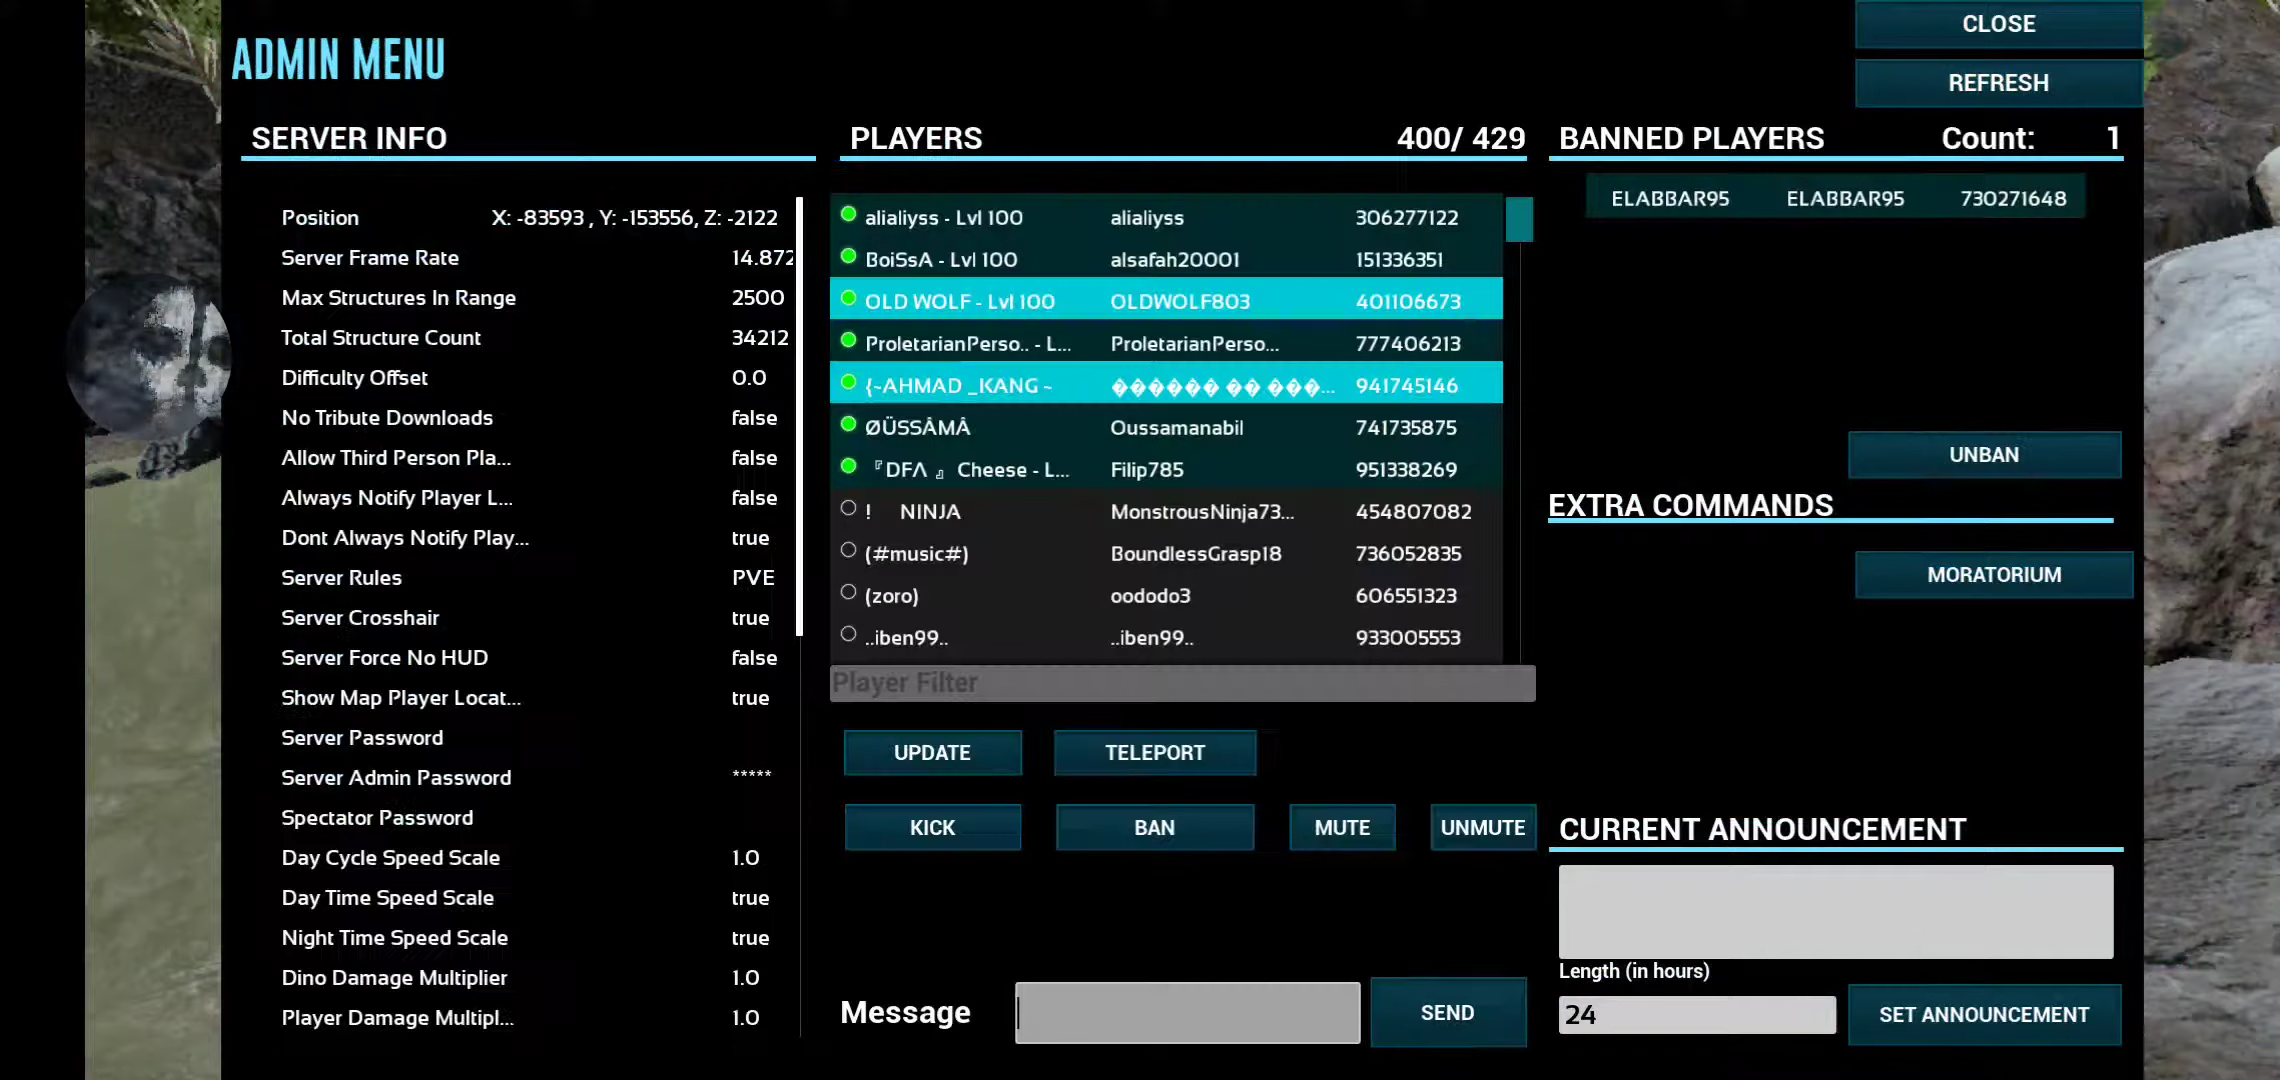 ADMIN MENU
CLOSE
REFRESH
SERVER INFO
Position X: -83593 , Y: -153556, Z: -2122
Server Frame Rate 14.872
Max Structures In Range 2500
Total Structure Count 34212
Difficulty Offset 0.0
No Tribute Downloads false
Allow Third Person Pla... false
Always Notify Player L... false
Dont Always Notify Play... true
Server Rules PVE
Server Crosshair true
Server Force No HUD false
Show Map Player Locat... true
Server Password
Server Admin Password *****
Spectator Password
Day Cycle Speed Scale 1.0
Day Time Speed Scale true
Night Time Speed Scale true
Dino Damage Multiplier 1.0
Player Damage Multipl... 1.0
PLAYERS 400/ 429
alialiyss - Lvl 100 alialiyss 306277122
BoiSsA - Lvl 100 alsafah20001 151336351
OLD WOLF - Lvl 100 OLDWOLF803 401106673
ProletarianPerso.. - L... ProletarianPerso... 777406213
{~AHMAD _KANG ~ ������ �� ���... 941745146
ØÜSSÂMÂ Oussamanabil 741735875
『DFΛ 』 Cheese - L... Filip785 951338269
! NINJA MonstrousNinja73... 454807082
(#music#) BoundlessGrasp18 736052835
(zoro) oododo3 606551323
..iben99.. ..iben99.. 933005553
Player Filter
UPDATE TELEPORT
KICK BAN MUTE UNMUTE
Message SEND
BANNED PLAYERS Count: 1
ELABBAR95 ELABBAR95 730271648
UNBAN
EXTRA COMMANDS
MORATORIUM
CURRENT ANNOUNCEMENT
Length (in hours)
24 SET ANNOUNCEMENT